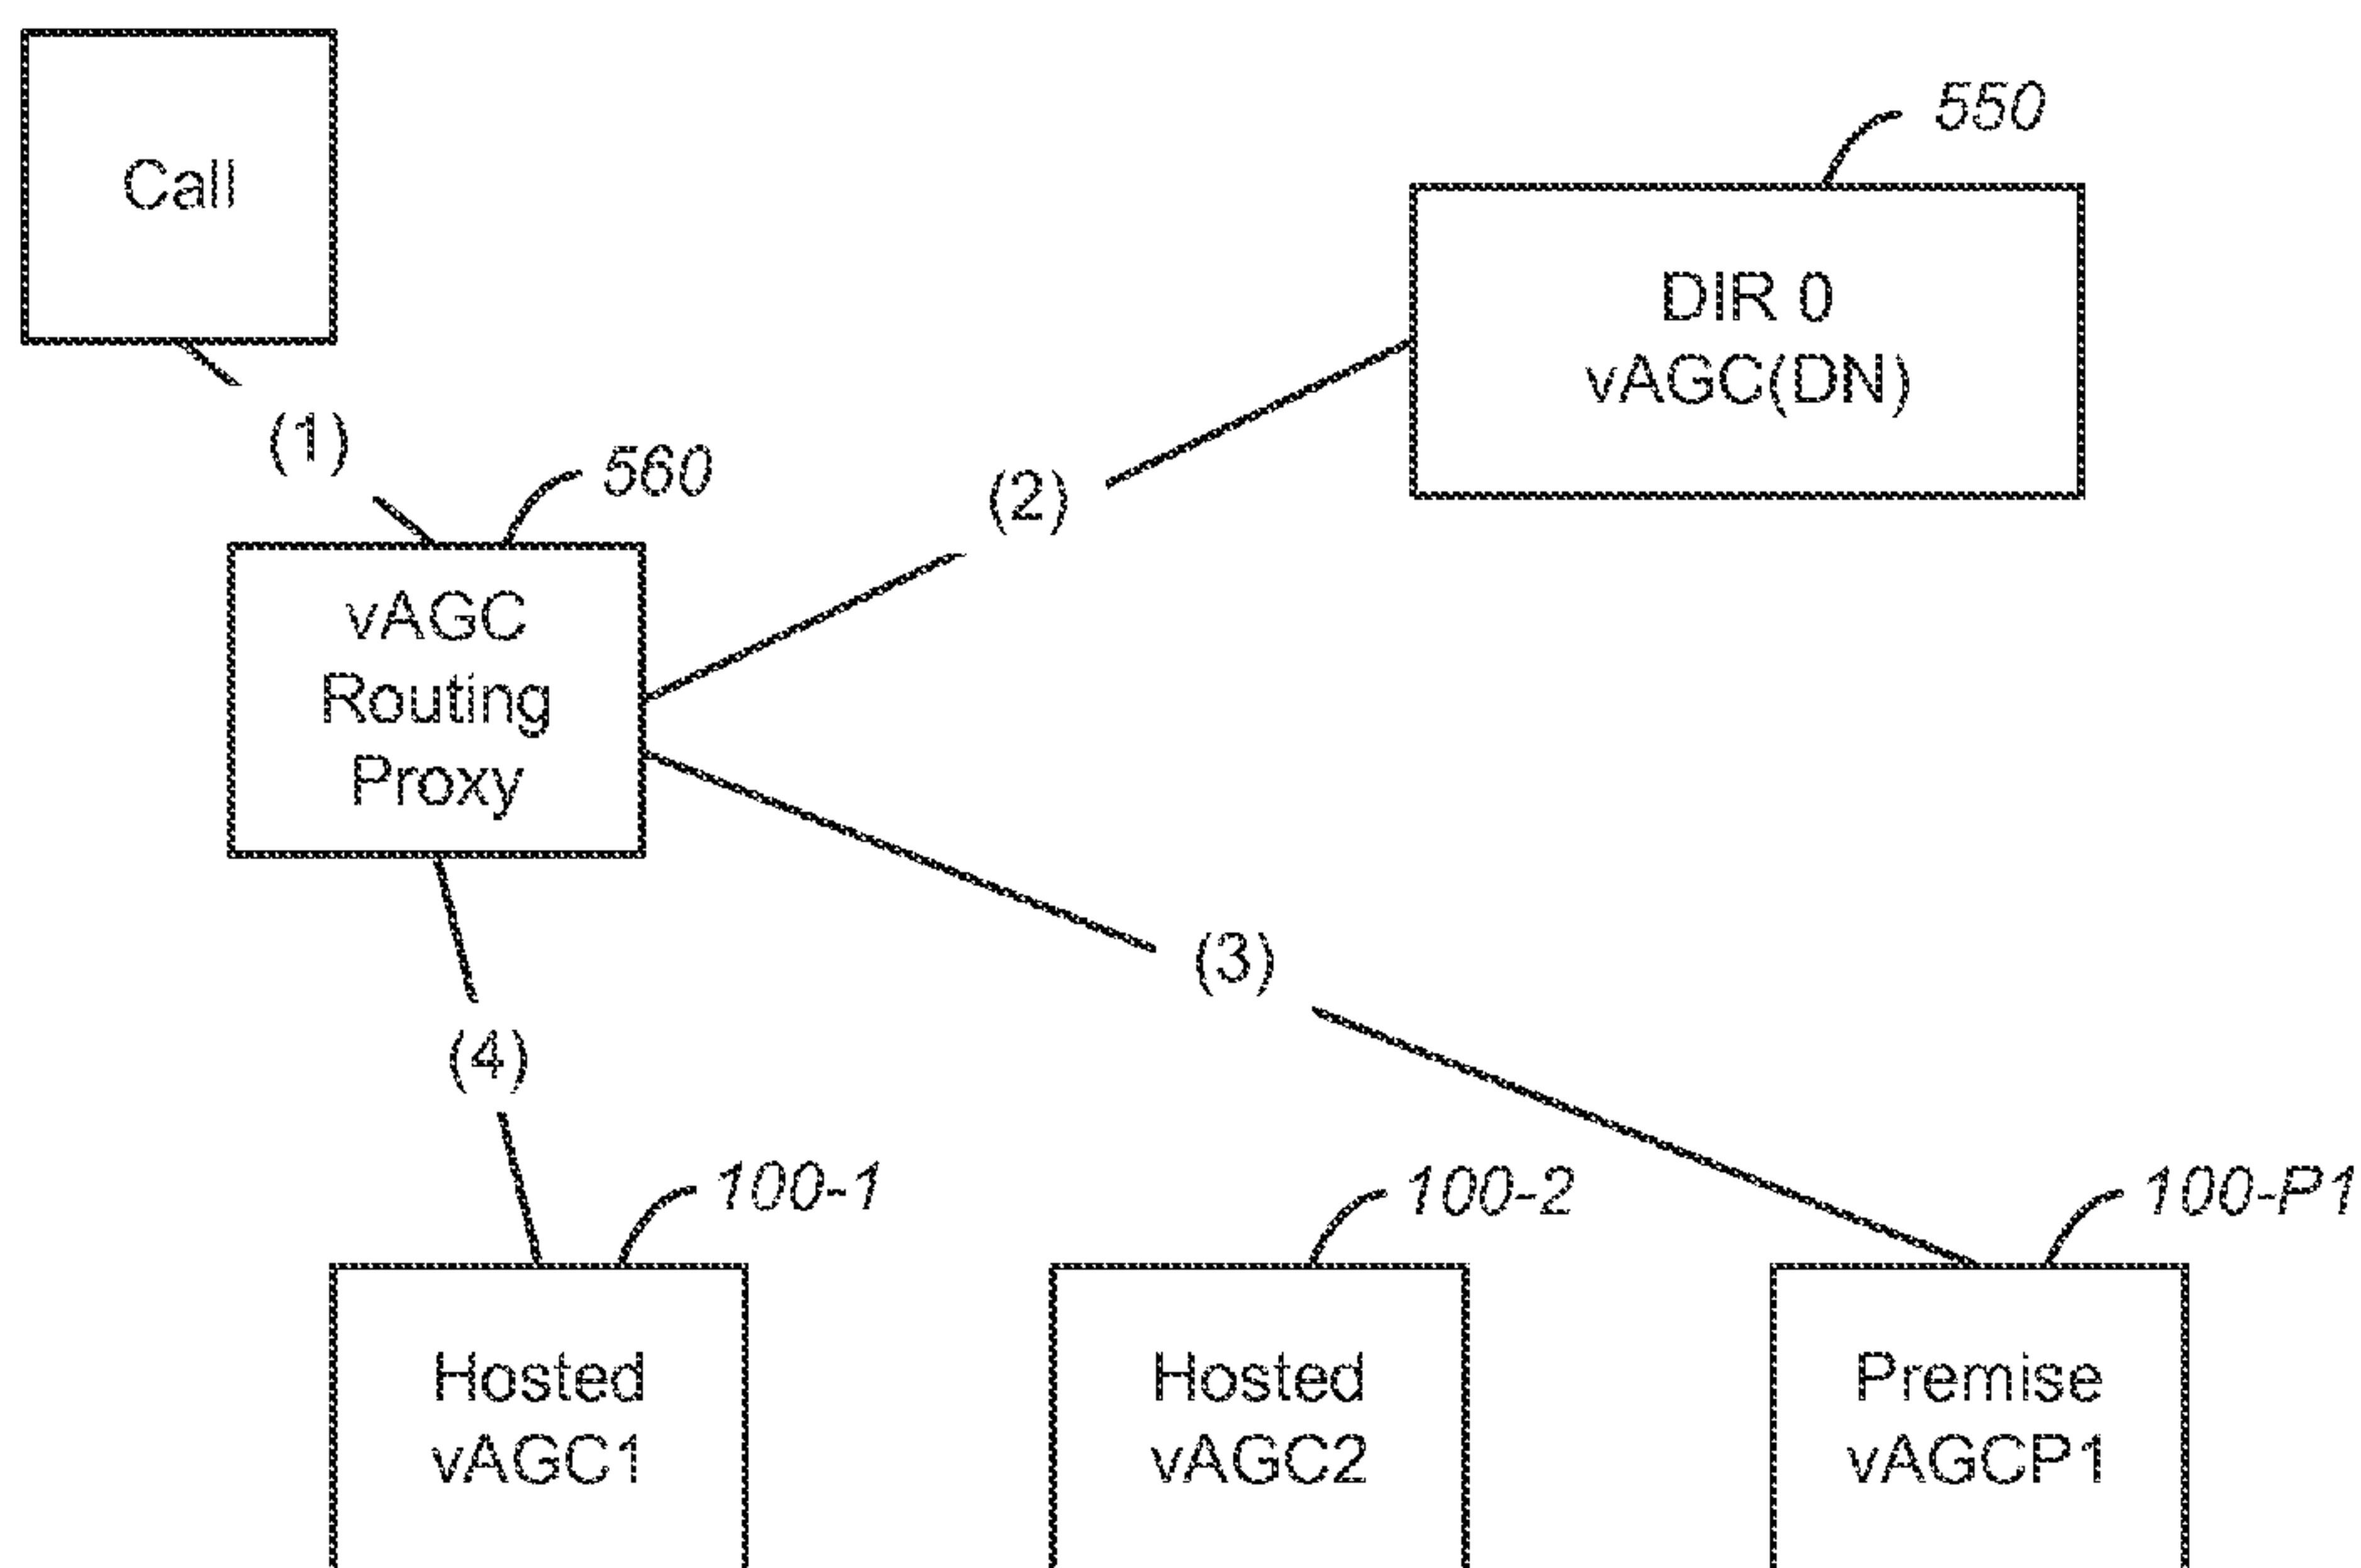 Call
550
DIR 0
vAGC(DN)
(1)
560
(2)
vAGC
Routing
Proxy
(3)
(4)
100-1
100-2
100-P1
Hosted
vAGC1
Hosted
vAGC2
Premise
vAGCP1